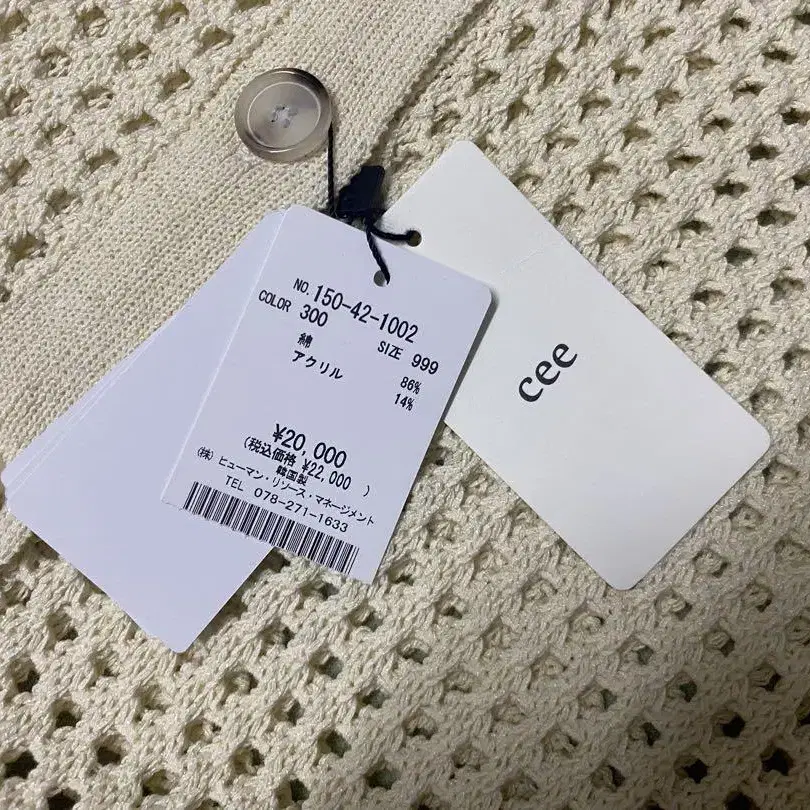 NO. 150-42-1002
COLOR 300 SIZE 999
綿 86%
アクリル 14%
¥20,000
(税込価格 ¥22,000 )
韓国製
(株) ヒューマン・リソース・マネージメント
TEL 078-271-1633
cee